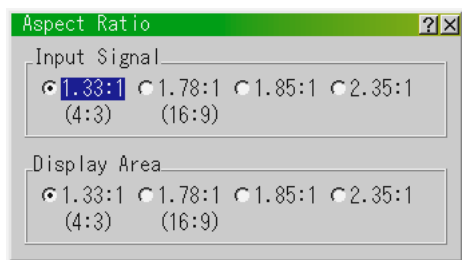 Aspect Ratio ? ×
Input Signal
1.33:1 1.78:1 1.85:1 2.35:1
(4:3) (16:9)
Display Area
1.33:1 1.78:1 1.85:1 2.35:1
(4:3) (16:9)